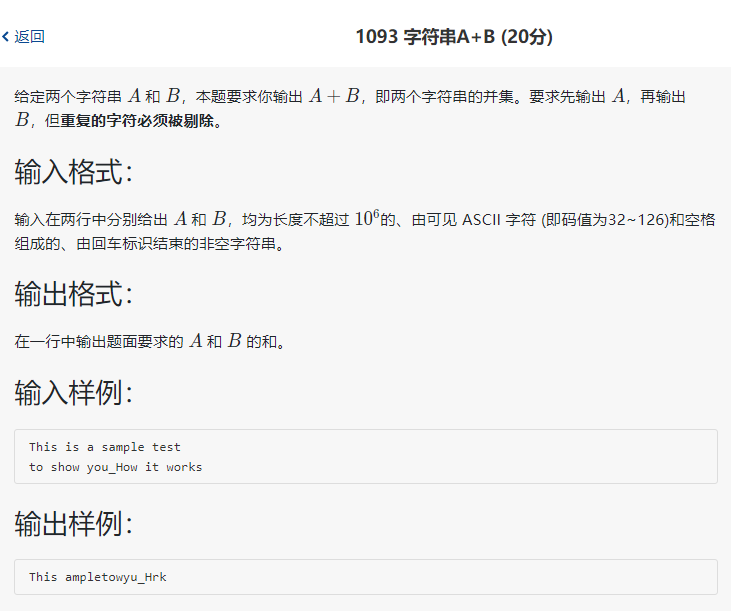 返回
1093 字符串A+B (20分)
给定两个字符串 A 和 B，本题要求你输出 A + B，即两个字符串的并集。要求先输出 A，再输出
B，但重复的字符必须被剔除。
输入格式：
输入在两行中分别给出 A 和 B，均为长度不超过 10⁶的、由可见 ASCII 字符 (即码值为32~126)和空格
组成的、由回车标识结束的非空字符串。
输出格式：
在一行中输出题面要求的 A 和 B 的和。
输入样例：
This is a sample test
to show you_How it works
输出样例：
This ampletowyu_Hrk